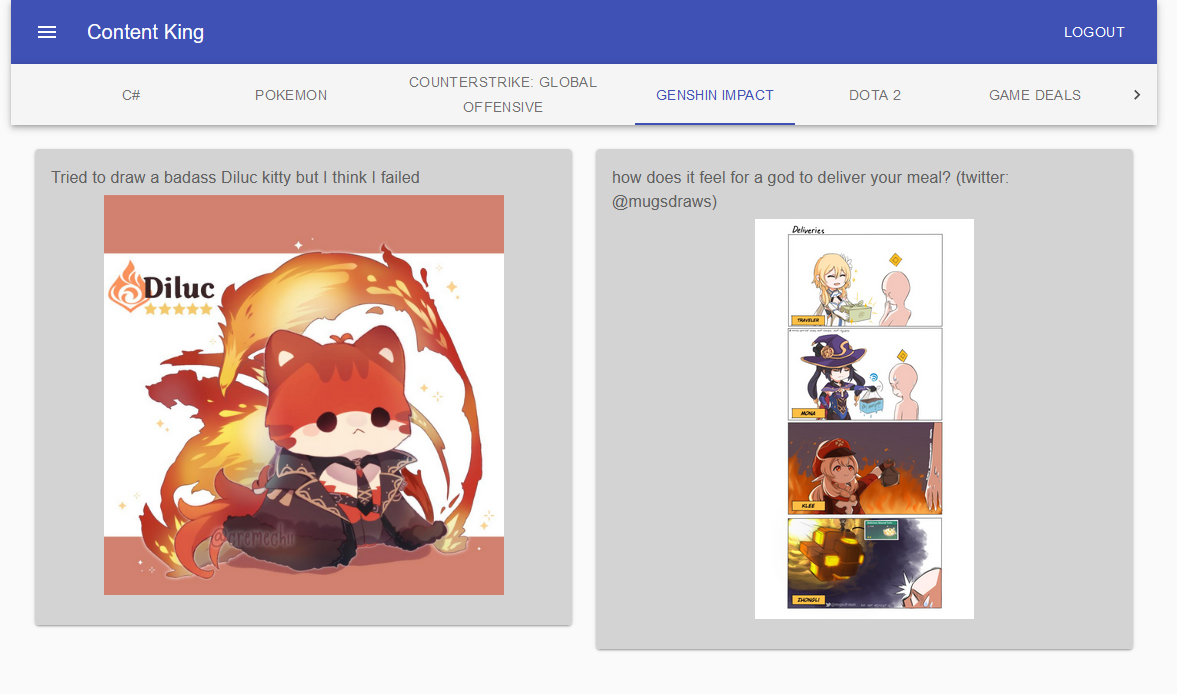 Content King
LOGOUT
C#
POKEMON
COUNTERSTRIKE: GLOBAL
OFFENSIVE
GENSHIN IMPACT
DOTA 2
GAME DEALS
Tried to draw a badass Diluc kitty but I think I failed
Diluc
how does it feel for a god to deliver your meal? (twitter:
@mugsdraws)
Deliveries
TRAVELER
MONA
KLEE
ZHONGLI